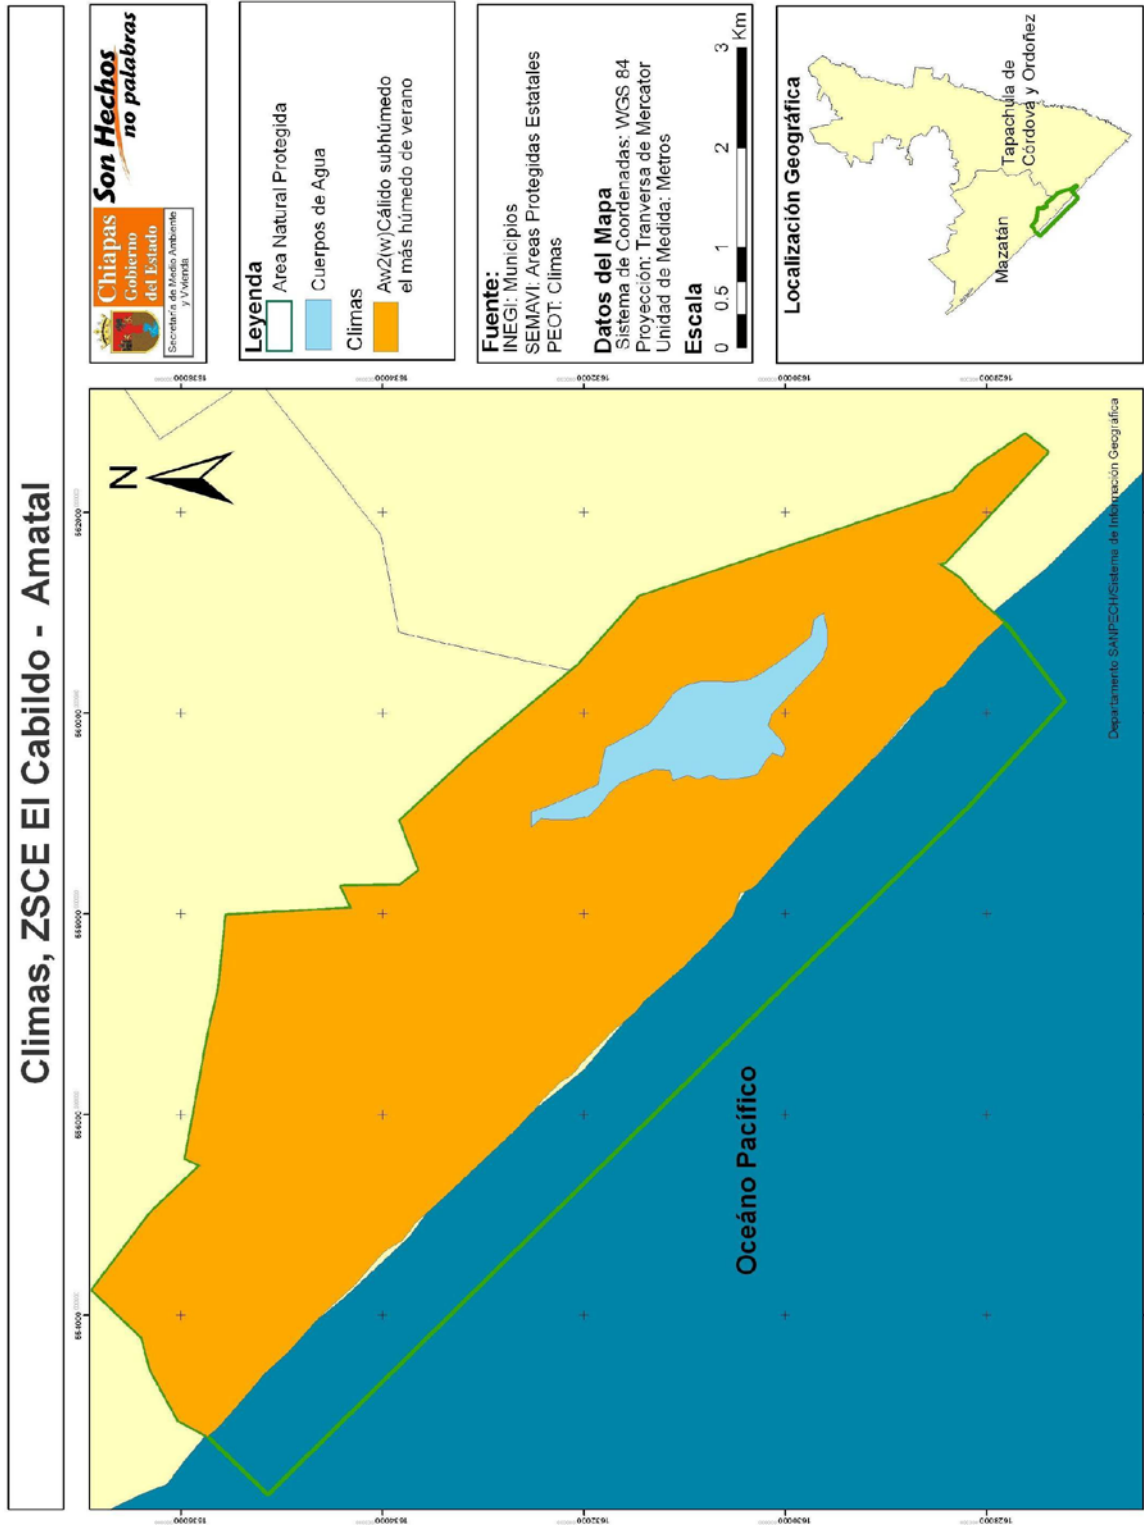 Climas, ZSCE El Cabildo - Amatal
Chiapas
Gobierno
del Estado
Secretaría de Medio Ambiente
y Vivienda
Son Hechos
no palabras
Leyenda
Area Natural Protegida
Cuerpos de Agua
Climas
Aw2(w)Cálido subhúmedo
el más húmedo de verano
Fuente:
INEGI: Municipios
SEMAVI: Areas Protegidas Estatales
PEOT: Climas
Datos del Mapa
Sistema de Coordenadas: WGS 84
Proyección: Tranversa de Mercator
Unidad de Medida: Metros
Escala
0 0.5 1 2 3 Km
Localización Geográfica
Mazatán
Tapachula de
Córdova y Ordoñez
N
Oceáno Pacífico
Departamento SANPECH/Sistema de Información Geográfica